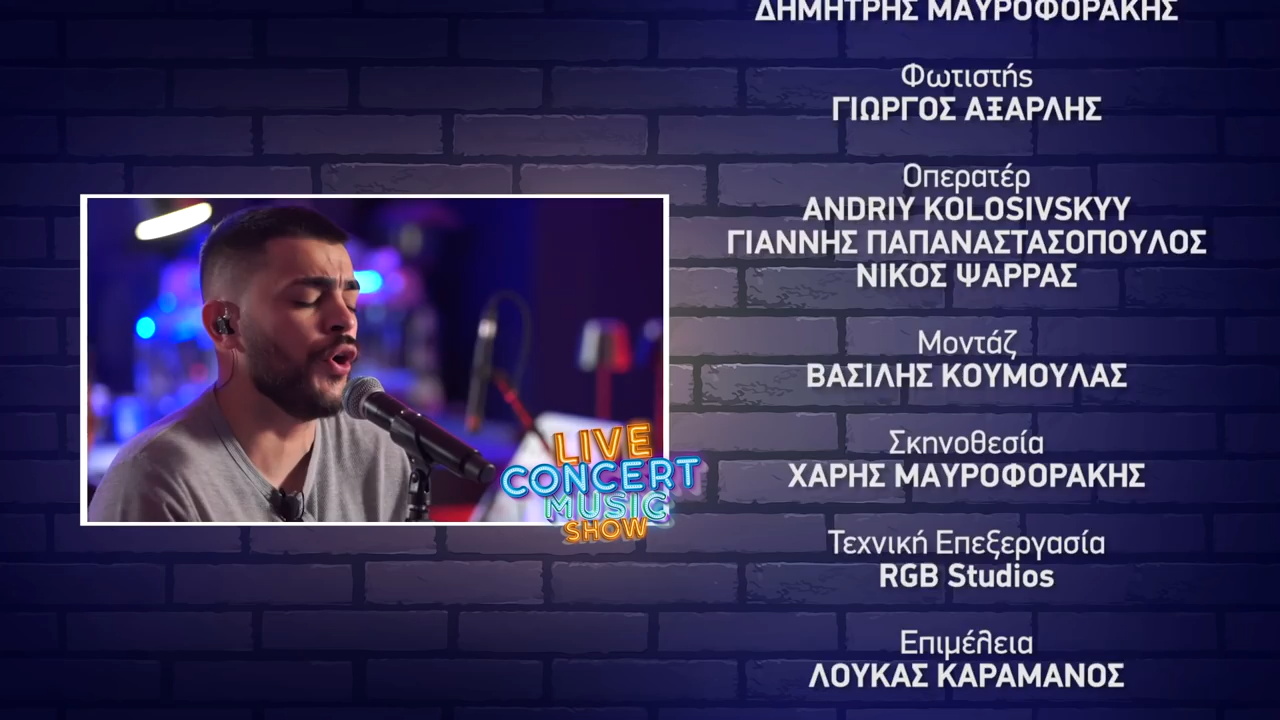 ΔΗΜΗΤΡΗΣ ΜΑΥΡΟΦΟΡΑΚΗΣ
Φωτιστής
ΓΙΩΡΓΟΣ ΑΞΑΡΛΗΣ
Οπερατέρ
ANDRIY KOLOSIVSKYY
ΓΙΑΝΝΗΣ ΠΑΠΑΝΑΣΤΑΣΟΠΟΥΛΟΣ
ΝΙΚΟΣ ΨΑΡΡΑΣ
Μοντάζ
ΒΑΣΙΛΗΣ ΚΟΥΜΟΥΛΑΣ
Σκηνοθεσία
ΧΑΡΗΣ ΜΑΥΡΟΦΟΡΑΚΗΣ
Τεχνική Επεξεργασία
RGB Studios
Επιμέλεια
ΛΟΥΚΑΣ ΚΑΡΑΜΑΝΟΣ
LIVE
CONCERT
MUSIC
SHOW